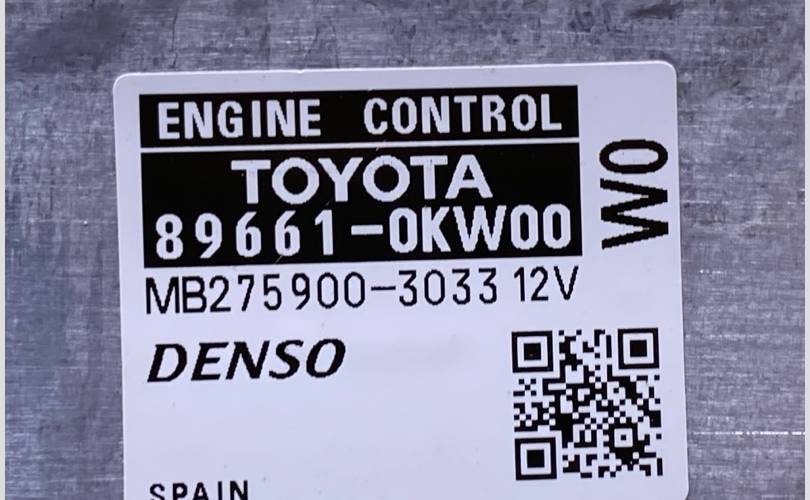 ENGINE CONTROL
TOYOTA
89661-0KW00
W0
MB275900-3033 12V
DENSO
SPAIN